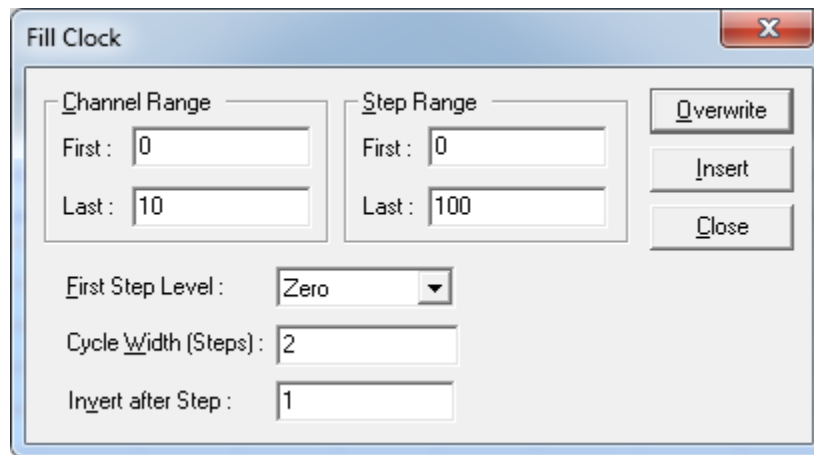 Fill Clock
Channel Range
First : 0
Last : 10
Step Range
First : 0
Last : 100
Overwrite
Insert
Close
First Step Level : Zero
Cycle Width (Steps) : 2
Invert after Step : 1